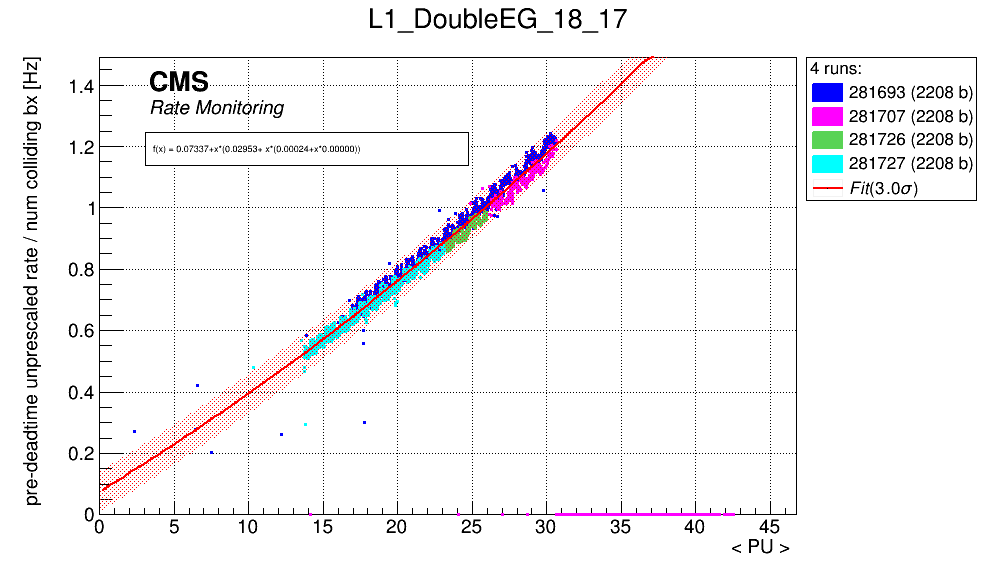 L1_DoubleEG_18_17
pre-deadtime unprescaled rate / num colliding bx [Hz]
CMS
Rate Monitoring
f(x) = 0.07337+x*(0.02953+ x*(0.00024+x*0.00000))
4 runs:
281693 (2208 b)
281707 (2208 b)
281726 (2208 b)
281727 (2208 b)
Fit(3.0σ)
1.4
1.2
1
0.8
0.6
0.4
0.2
0
0 5 10 15 20 25 30 35 40 45
< PU >